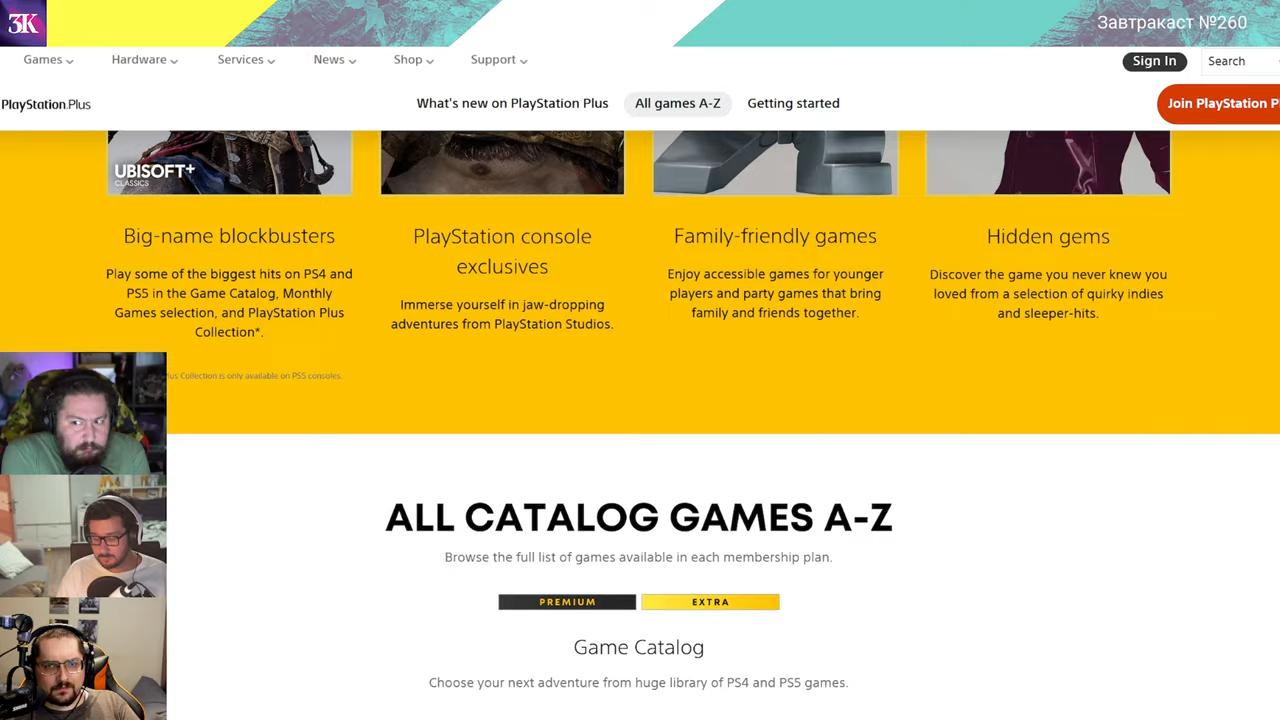 3K
Завтракаст №260
Games
Hardware
Services
News
Shop
Support
Sign In
Search
PlayStation.Plus
What's new on PlayStation Plus
All games A-Z
Getting started
Join PlayStation
UBISOFT+
CLASSICS
Big-name blockbusters
Play some of the biggest hits on PS4 and
PS5 in the Game Catalog, Monthly
Games selection, and PlayStation Plus
Collection*.
Collection is only available on PS5 consoles.
PlayStation console
exclusives
Immerse yourself in jaw-dropping
adventures from PlayStation Studios.
Family-friendly games
Enjoy accessible games for younger
players and party games that bring
family and friends together.
Hidden gems
Discover the game you never knew you
loved from a selection of quirky indies
and sleeper-hits.
ALL CATALOG GAMES A-Z
Browse the full list of games available in each membership plan.
PREMIUM
EXTRA
Game Catalog
Choose your next adventure from huge library of PS4 and PS5 games.